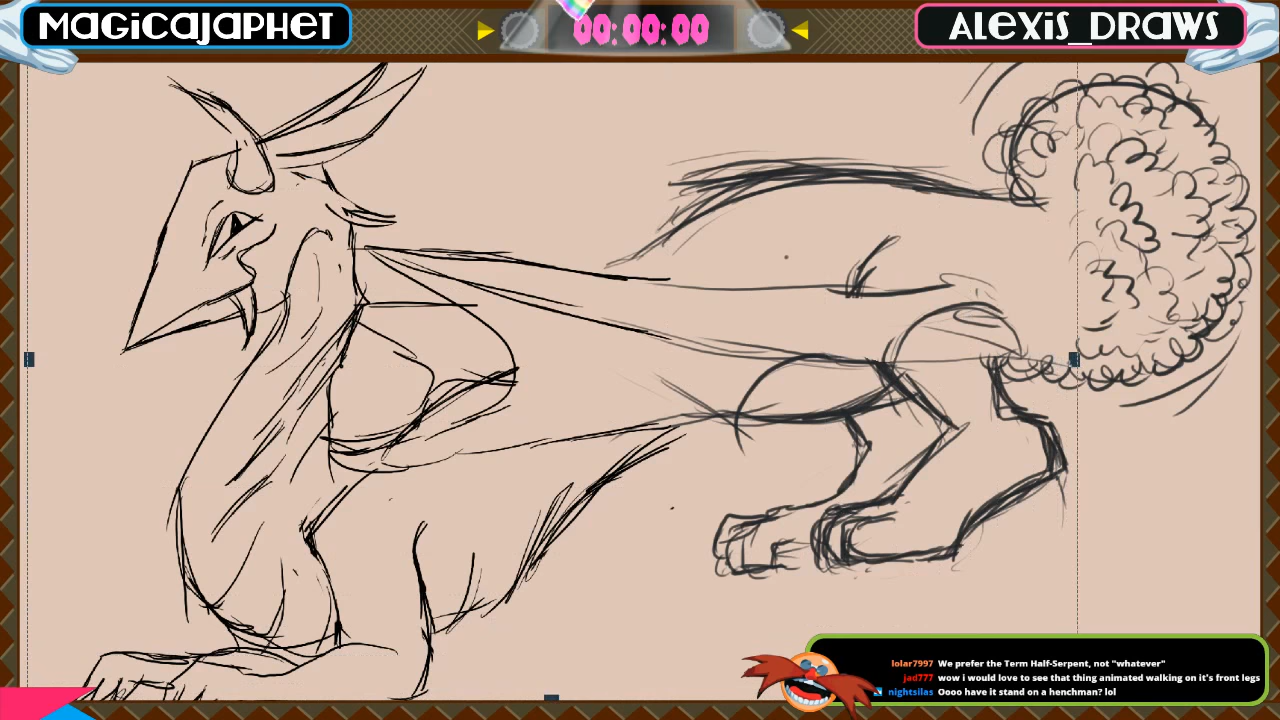 MAGICAJAPHET
00:00:00
ALEXIS_DRAWS
lolar7997 We prefer the Term Half-Serpent, not "whatever"
jad777 wow i would love to see that thing animated walking on it's front legs
nightsilas Oooo have it stand on a henchman? lol